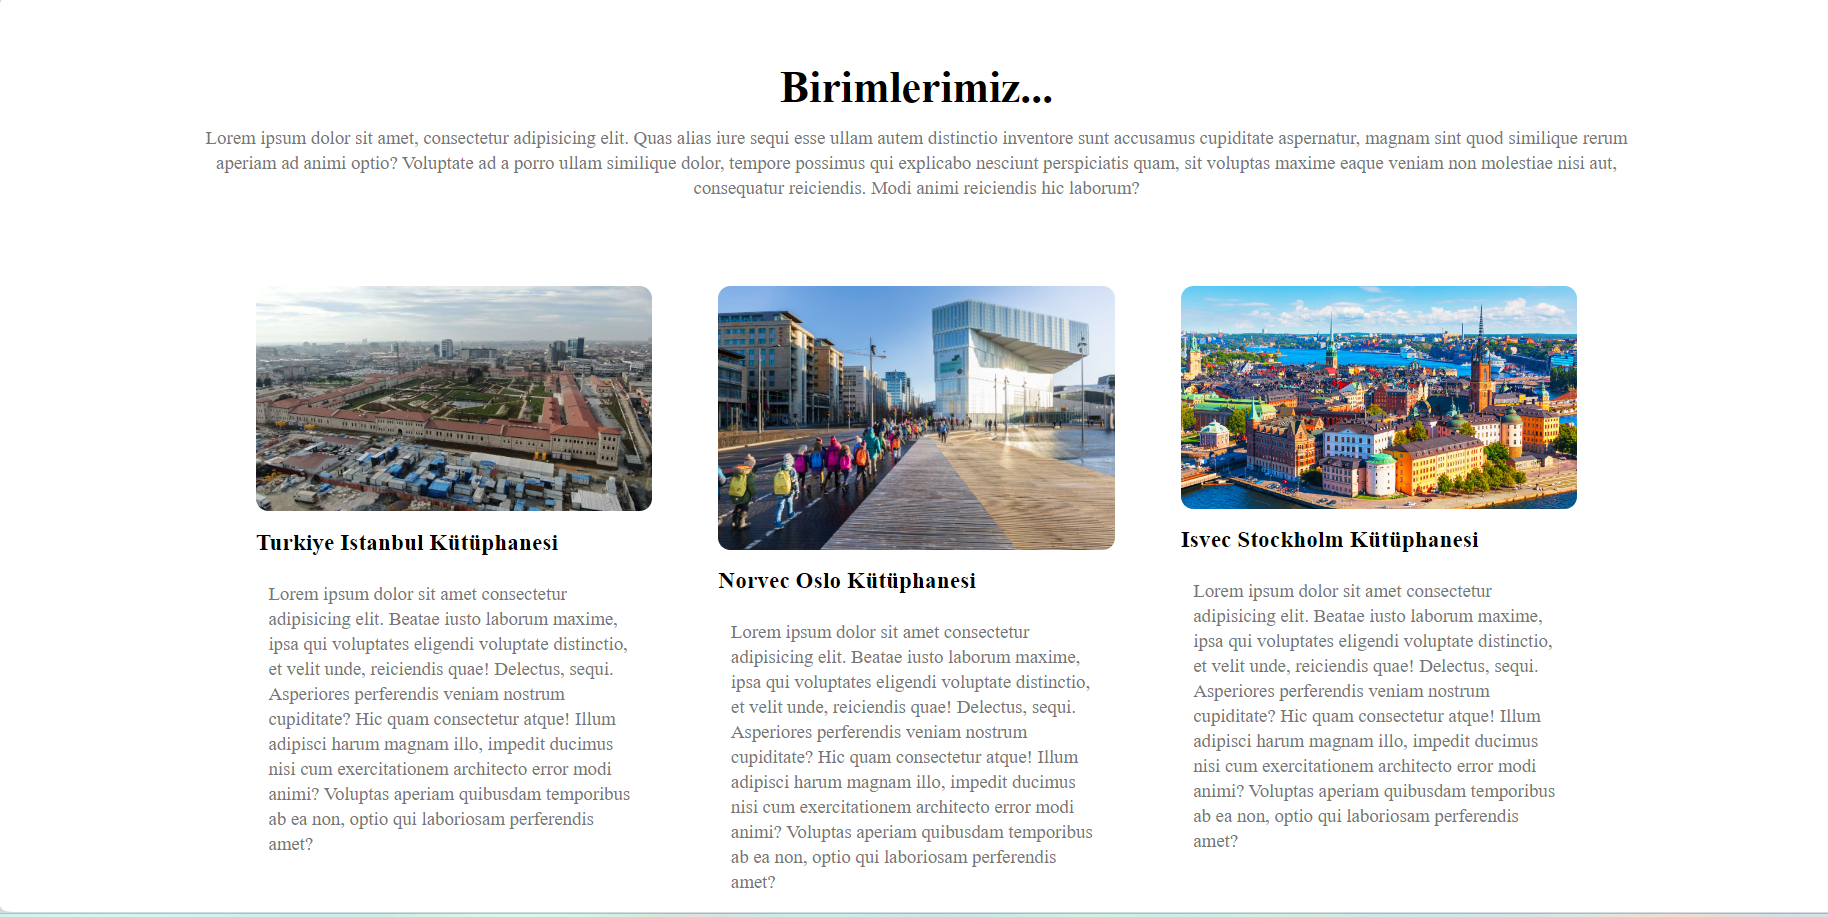 Birimlerimiz...
Lorem ipsum dolor sit amet, consectetur adipisicing elit. Quas alias iure sequi esse ullam autem distinctio inventore sunt accusamus cupiditate aspernatur, magnam sint quod similique rerum
aperiam ad animi optio? Voluptate ad a porro ullam similique dolor, tempore possimus qui explicabo nesciunt perspiciatis quam, sit voluptas maxime eaque veniam non molestiae nisi aut,
consequatur reiciendis. Modi animi reiciendis hic laborum?
Turkiye Istanbul Kütüphanesi
Lorem ipsum dolor sit amet consectetur
adipisicing elit. Beatae iusto laborum maxime,
ipsa qui voluptates eligendi voluptate distinctio,
et velit unde, reiciendis quae! Delectus, sequi.
Asperiores perferendis veniam nostrum
cupiditate? Hic quam consectetur atque! Illum
adipisci harum magnam illo, impedit ducimus
nisi cum exercitationem architecto error modi
animi? Voluptas aperiam quibusdam temporibus
ab ea non, optio qui laboriosam perferendis
amet?
Norvec Oslo Kütüphanesi
Lorem ipsum dolor sit amet consectetur
adipisicing elit. Beatae iusto laborum maxime,
ipsa qui voluptates eligendi voluptate distinctio,
et velit unde, reiciendis quae! Delectus, sequi.
Asperiores perferendis veniam nostrum
cupiditate? Hic quam consectetur atque! Illum
adipisci harum magnam illo, impedit ducimus
nisi cum exercitationem architecto error modi
animi? Voluptas aperiam quibusdam temporibus
ab ea non, optio qui laboriosam perferendis
amet?
Isvec Stockholm Kütüphanesi
Lorem ipsum dolor sit amet consectetur
adipisicing elit. Beatae iusto laborum maxime,
ipsa qui voluptates eligendi voluptate distinctio,
et velit unde, reiciendis quae! Delectus, sequi.
Asperiores perferendis veniam nostrum
cupiditate? Hic quam consectetur atque! Illum
adipisci harum magnam illo, impedit ducimus
nisi cum exercitationem architecto error modi
animi? Voluptas aperiam quibusdam temporibus
ab ea non, optio qui laboriosam perferendis
amet?